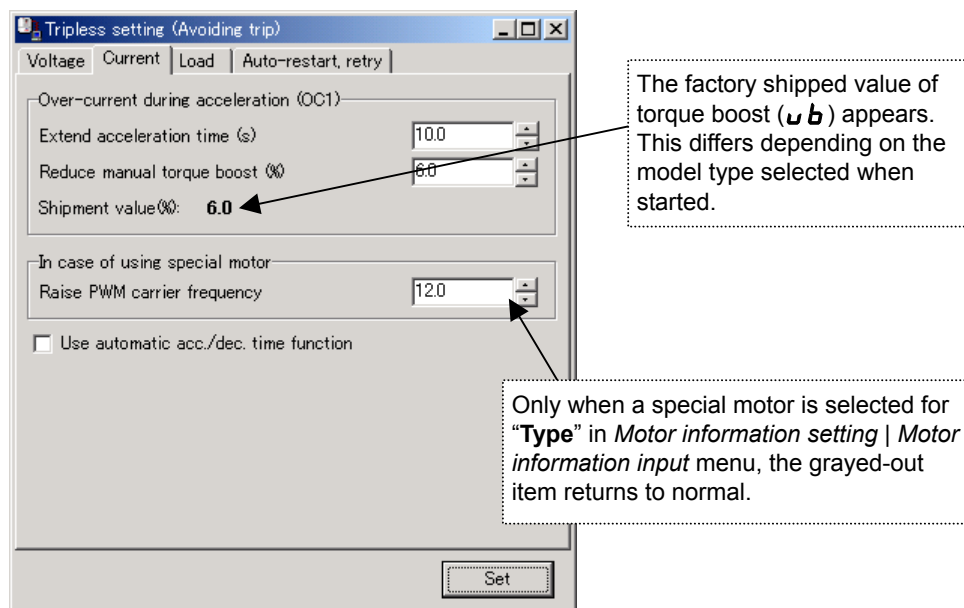 Tripless setting (Avoiding trip)
Voltage Current Load Auto-restart, retry
Over-current during acceleration (OC1)
Extend acceleration time (s) 10.0
Reduce manual torque boost (%) 6.0
Shipment value(%): 6.0
In case of using special motor
Raise PWM carrier frequency 12.0
Use automatic acc./dec. time function
Set
The factory shipped value of
torque boost (ub) appears.
This differs depending on the
model type selected when
started.
Only when a special motor is selected for
“Type” in Motor information setting | Motor
information input menu, the grayed-out
item returns to normal.